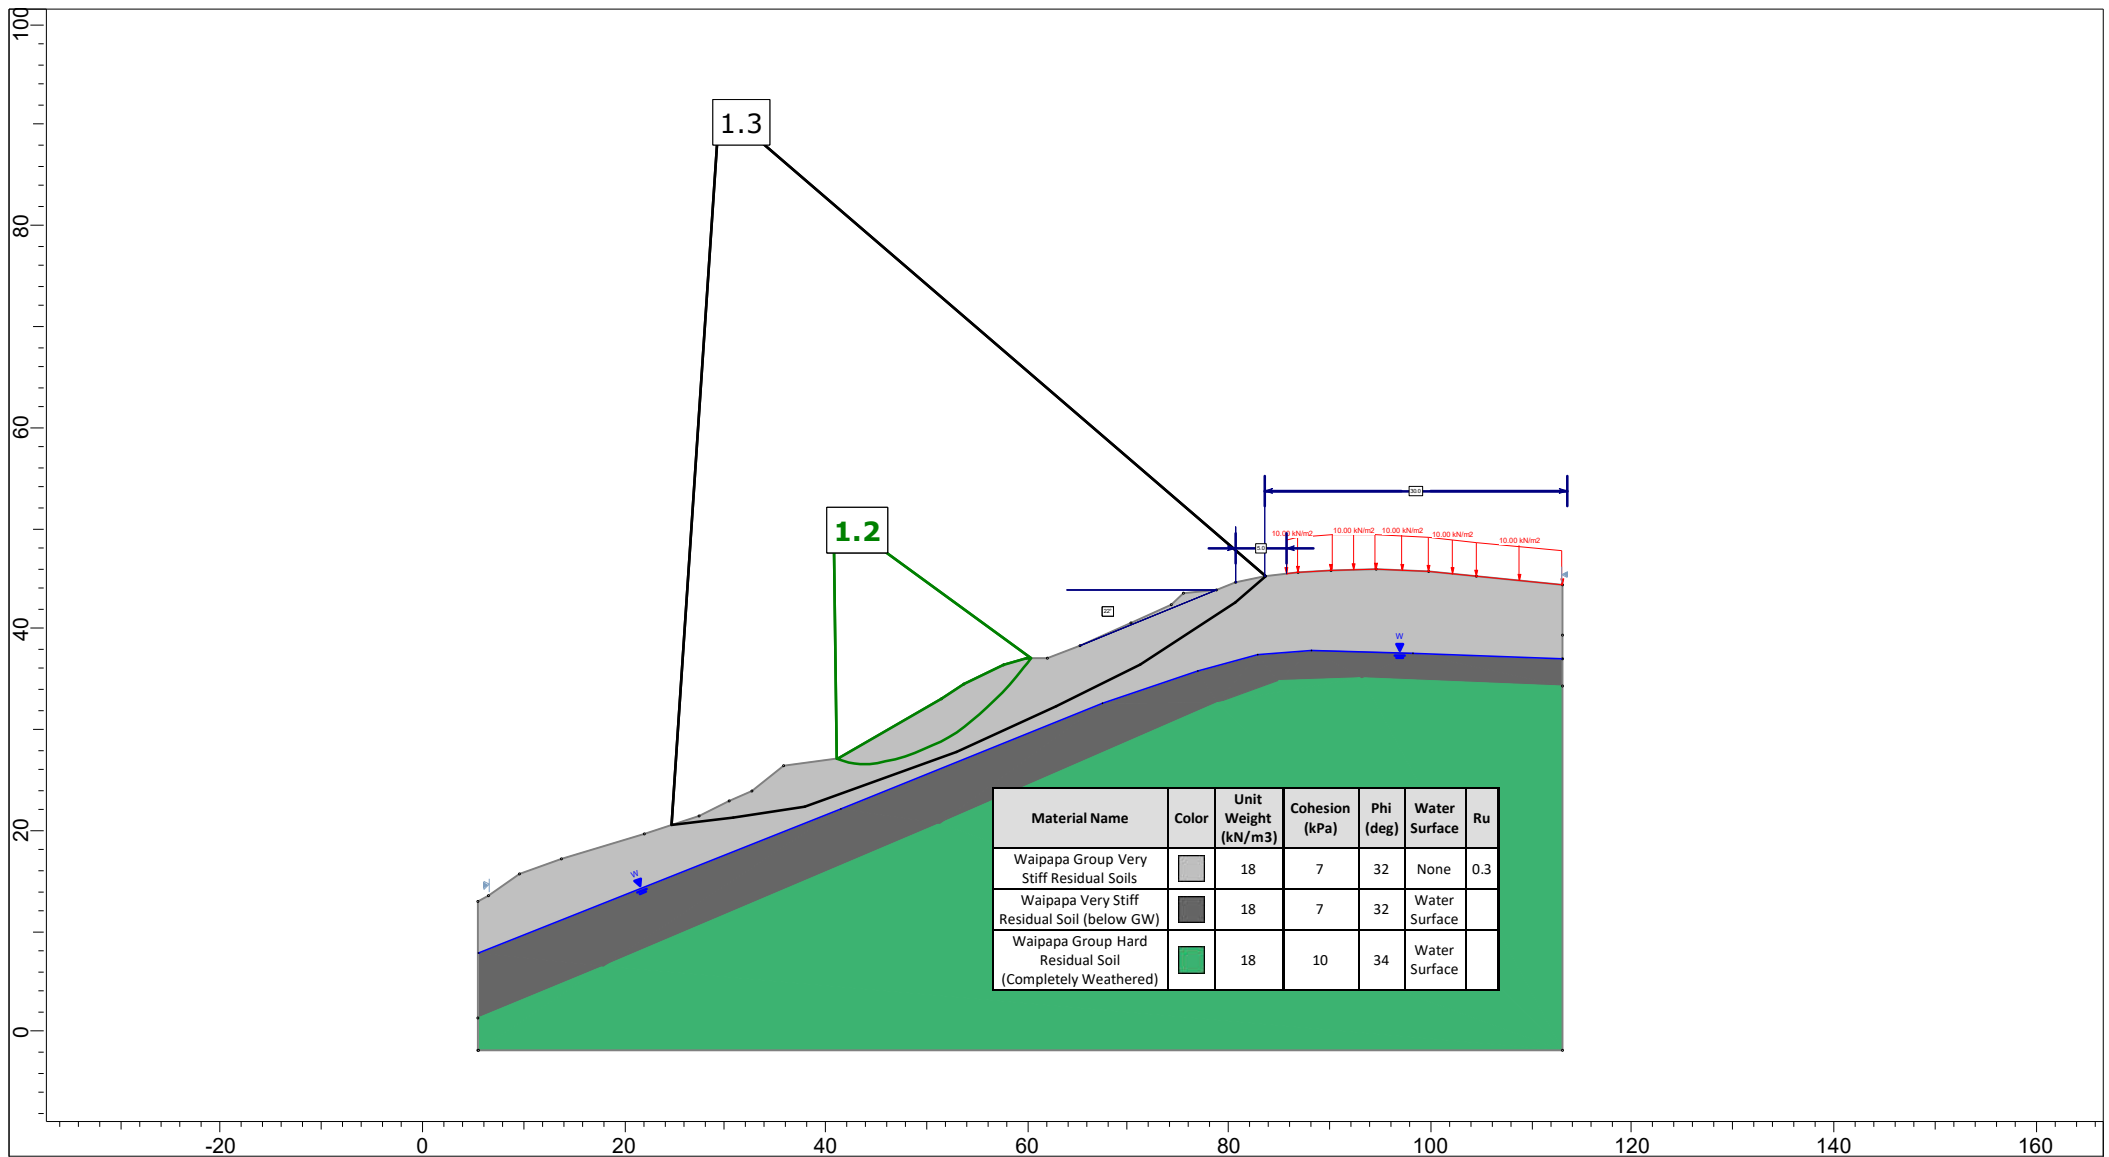 100
80
60
40
20
0
1.3
1.2
30.0
5.0
10.00 kN/m2
10.00 kN/m2
10.00 kN/m2
10.00 kN/m2
10.00 kN/m2
W
W
Material Name Color Unit Weight (kN/m3) Cohesion (kPa) Phi (deg) Water Surface Ru
Waipapa Group Very Stiff Residual Soils 18 7 32 None 0.3
Waipapa Very Stiff Residual Soil (below GW) 18 7 32 Water Surface
Waipapa Group Hard Residual Soil (Completely Weathered) 18 10 34 Water Surface
-20 0 20 40 60 80 100 120 140 160